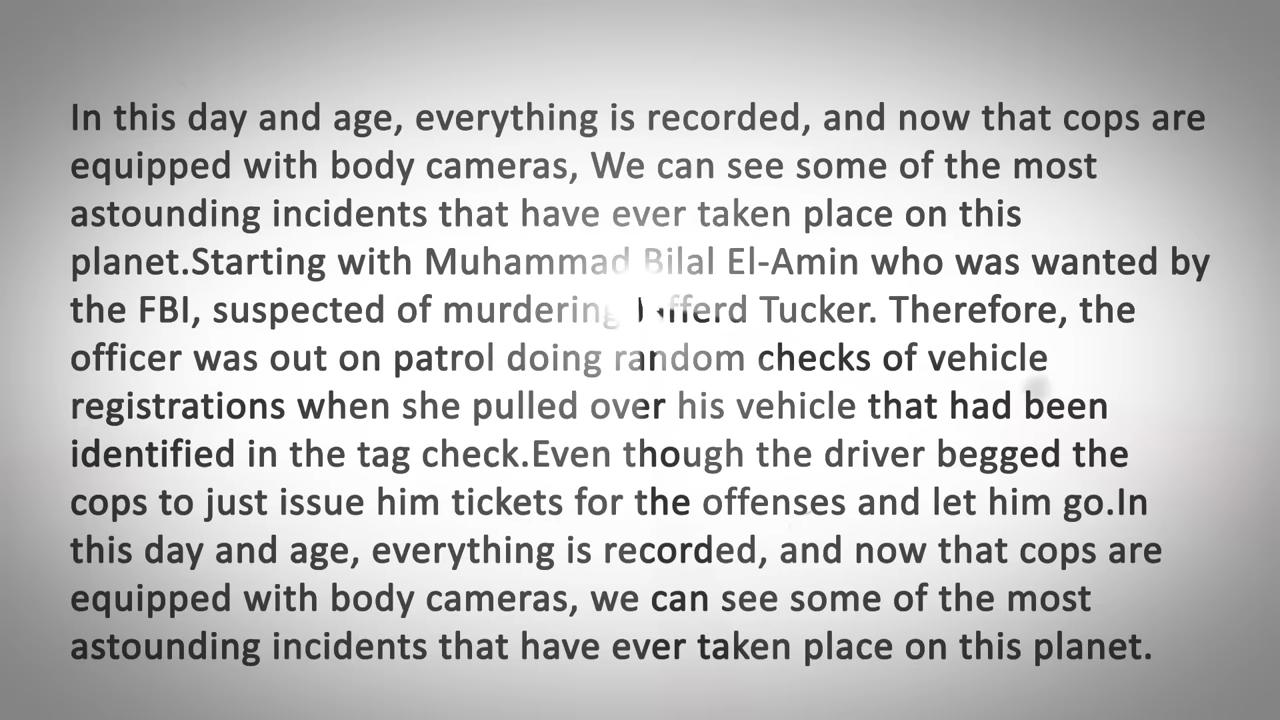 In this day and age, everything is recorded, and now that cops are
equipped with body cameras, We can see some of the most
astounding incidents that have ever taken place on this
planet.Starting with Muhammad Bilal El-Amin who was wanted by
the FBI, suspected of murdering Tucker. Therefore, the
officer was out on patrol doing random checks of vehicle
registrations when she pulled over his vehicle that had been
identified in the tag check.Even though the driver begged the
cops to just issue him tickets for the offenses and let him go.In
this day and age, everything is recorded, and now that cops are
equipped with body cameras, we can see some of the most
astounding incidents that have ever taken place on this planet.